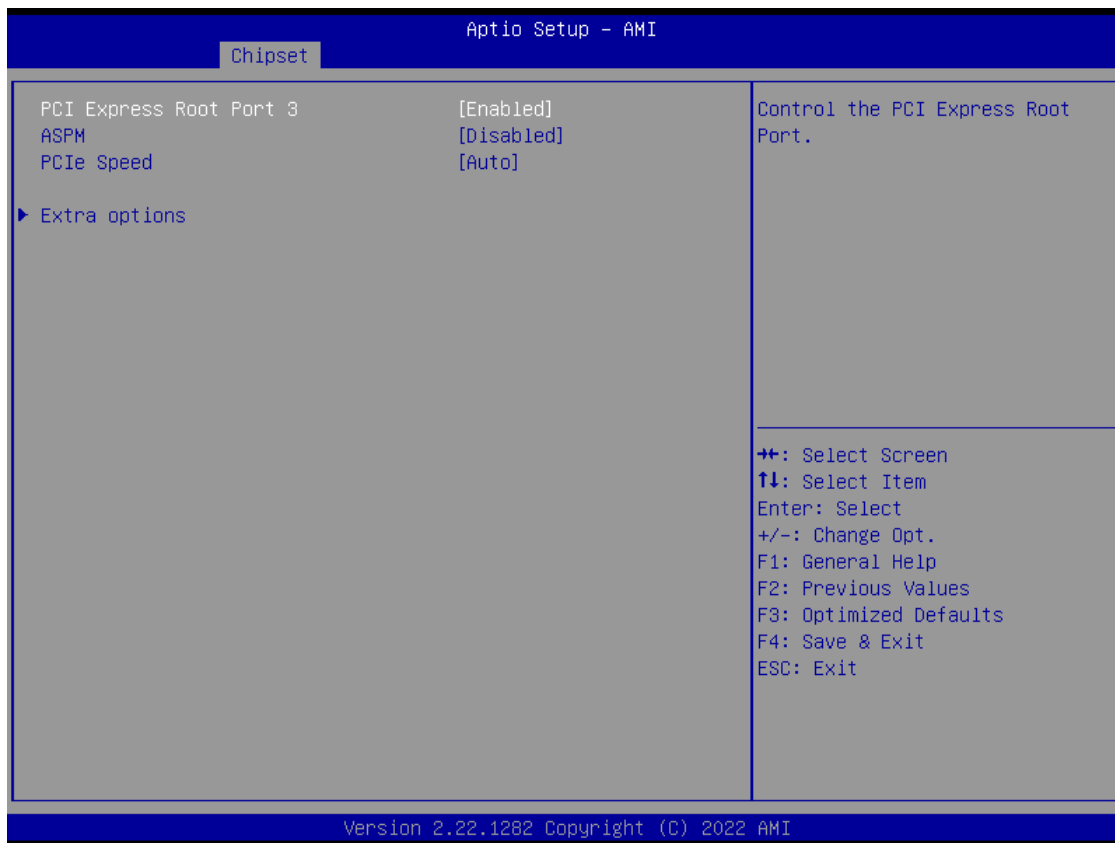 Aptio Setup – AMI
Chipset
PCI Express Root Port 3 [Enabled]
ASPM [Disabled]
PCIe Speed [Auto]
▶ Extra options
Control the PCI Express Root
Port.
→←: Select Screen
↑↓: Select Item
Enter: Select
+/-: Change Opt.
F1: General Help
F2: Previous Values
F3: Optimized Defaults
F4: Save & Exit
ESC: Exit
Version 2.22.1282 Copyright (C) 2022 AMI